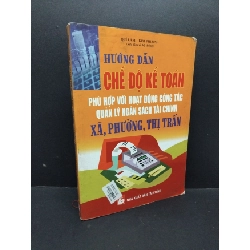 HƯỚNG DẪN
CHẾ ĐỘ KẾ TOÁN
PHÙ HỢP VỚI HOẠT ĐỘNG CÔNG TÁC
QUẢN LÝ NGÂN SÁCH TÀI CHÍNH
XÃ, PHƯỜNG, THỊ TRẤN